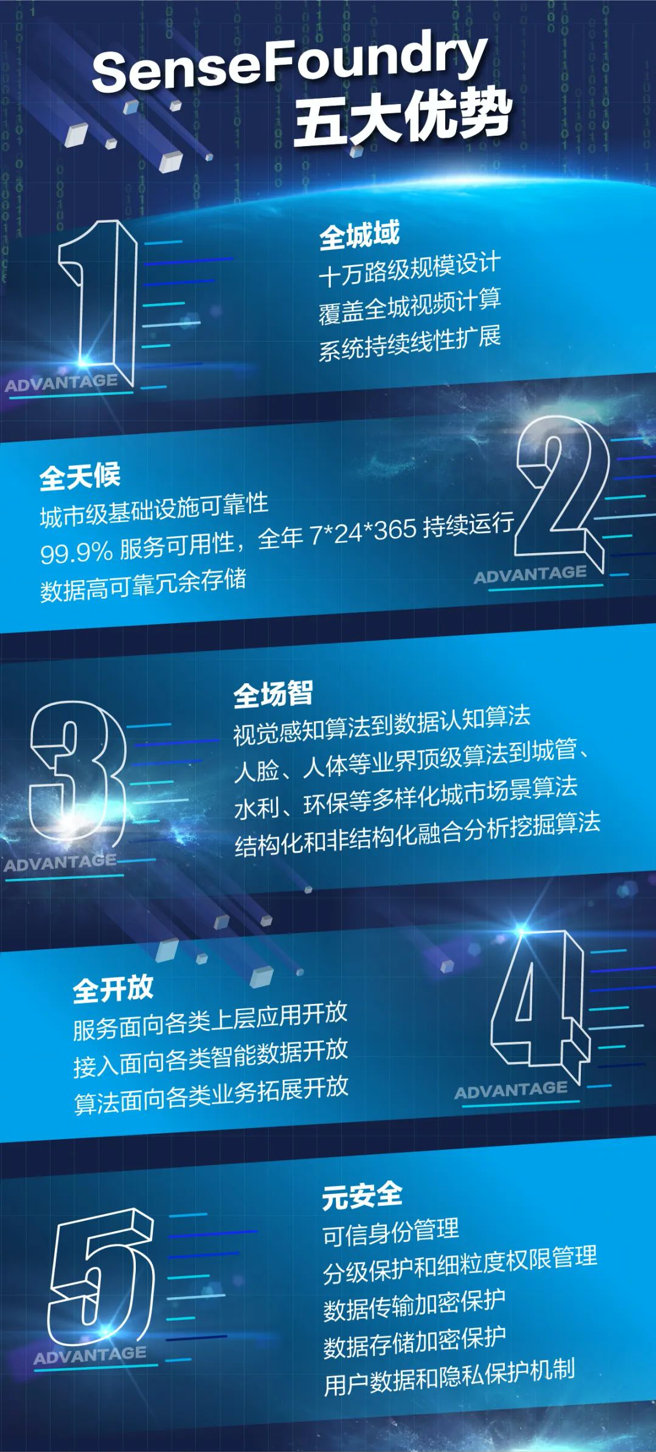 SenseFoundry
五大优势
1
ADVANTAGE
全城域
十万路级规模设计
覆盖全城视频计算
系统持续线性扩展
全天候
城市级基础设施可靠性
99.9% 服务可用性，全年 7*24*365 持续运行
数据高可靠冗余存储
2
ADVANTAGE
3
ADVANTAGE
全场智
视觉感知算法到数据认知算法
人脸、人体等业界顶级算法到城管、
水利、环保等多样化城市场景算法
结构化和非结构化融合分析挖掘算法
全开放
服务面向各类上层应用开放
接入面向各类智能数据开放
算法面向各类业务拓展开放
4
ADVANTAGE
5
ADVANTAGE
元安全
可信身份管理
分级保护和细粒度权限管理
数据传输加密保护
数据存储加密保护
用户数据和隐私保护机制